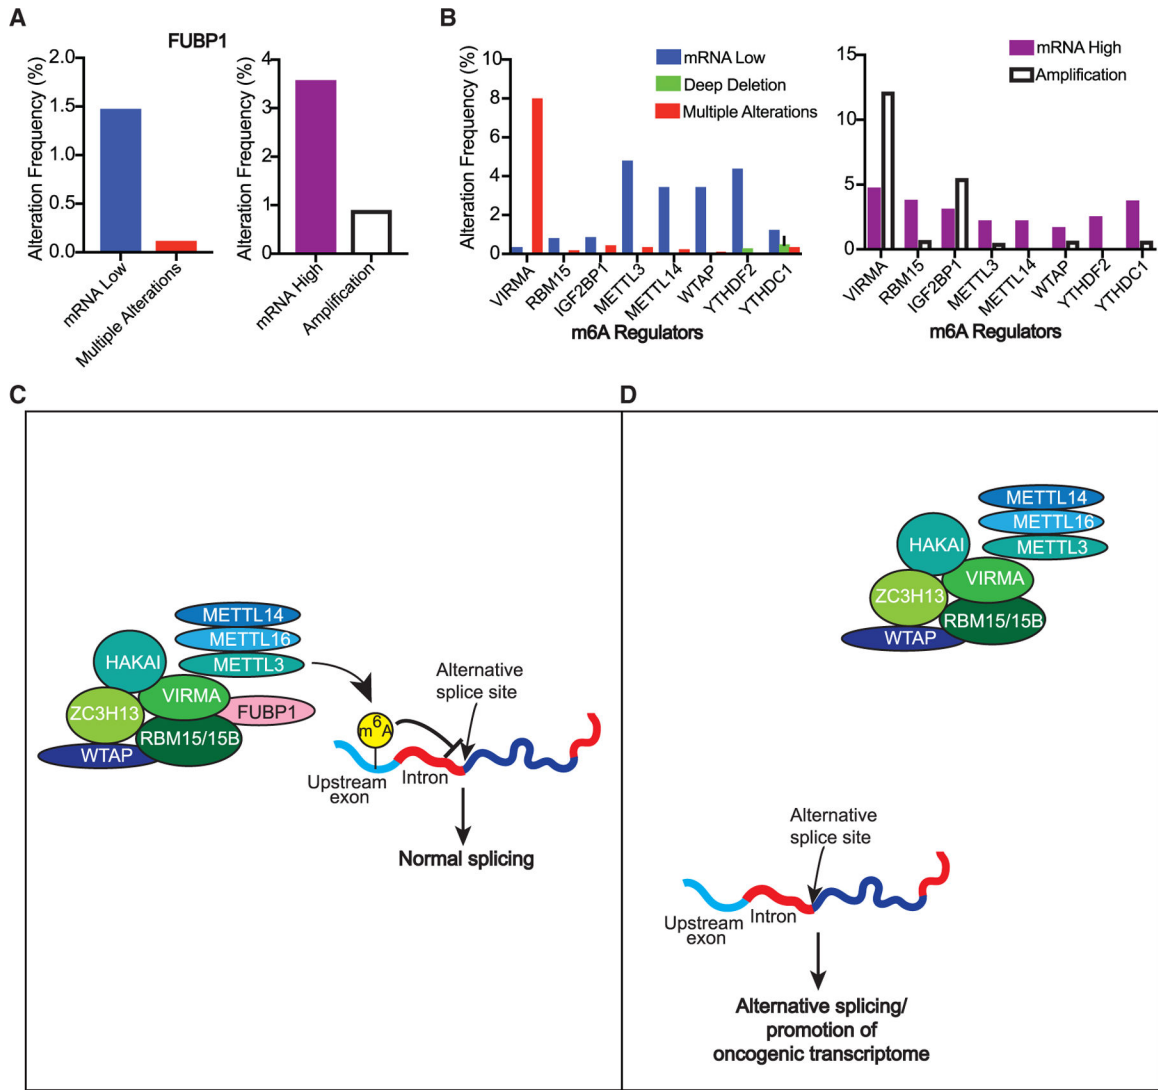 A
FUBP1
Alteration Frequency (%)
2.0
1.5
1.0
0.5
0.0
mRNA Low
Multiple Alterations
Alteration Frequency (%)
4
3
2
1
0
mRNA High
Amplification
B
Alteration Frequency (%)
10
8
6
4
2
0
mRNA Low
Deep Deletion
Multiple Alterations
VIRMA
RBM15
IGF2BP1
METTL3
METTL14
WTAP
YTHDF2
YTHDC1
m6A Regulators
15
10
5
0
mRNA High
Amplification
VIRMA
RBM15
IGF2BP1
METTL3
METTL14
WTAP
YTHDF2
YTHDC1
m6A Regulators
C
METTL14
METTL16
METTL3
HAKAI
VIRMA
ZC3H13
FUBP1
RBM15/15B
WTAP
m6A
Alternative
splice site
Upstream
exon
Intron
Normal splicing
D
METTL14
METTL16
METTL3
HAKAI
VIRMA
ZC3H13
RBM15/15B
WTAP
Alternative
splice site
Upstream
exon
Intron
Alternative splicing/
promotion of
oncogenic transcriptome